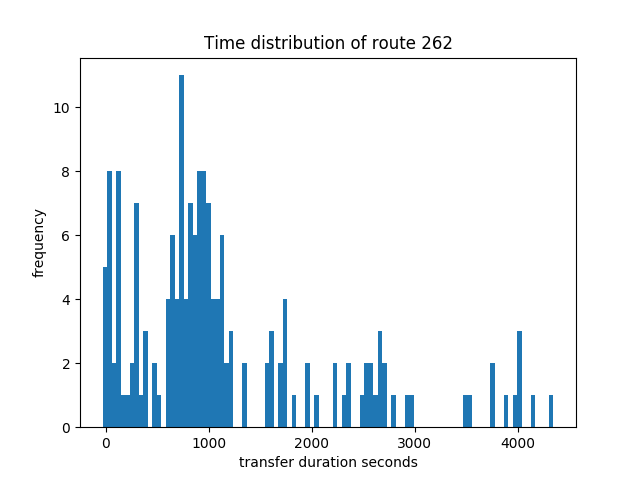 Time distribution of route 262
10
8
6
4
2
0
frequency
0 1000 2000 3000 4000
transfer duration seconds